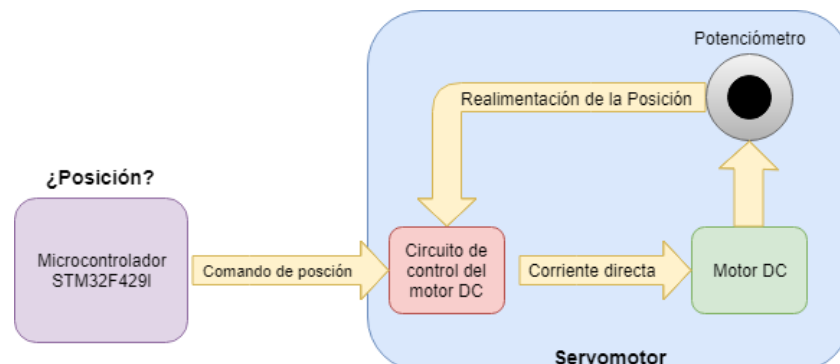 Potenciómetro
Realimentación de la Posición
¿Posición?
Microcontrolador
STM32F429I
Comando de posción
Circuito de
control del
motor DC
Corriente directa
Motor DC
Servomotor